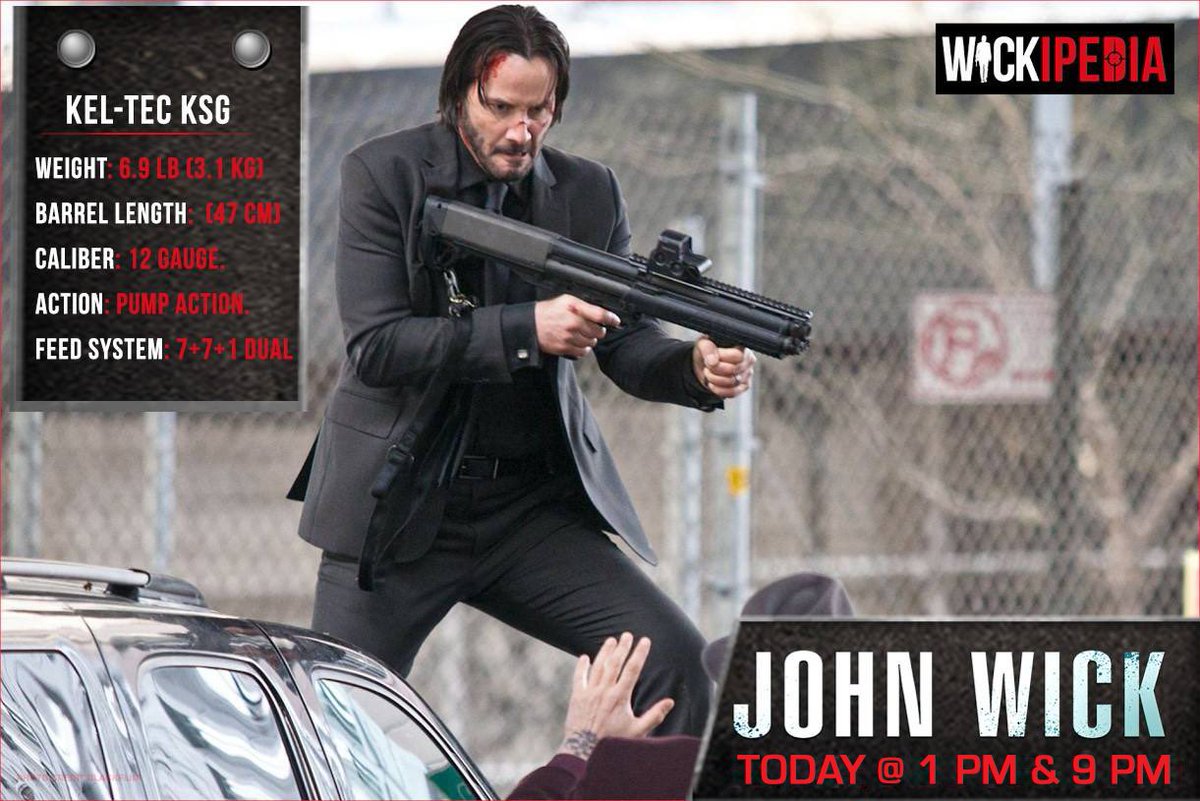 KEL-TEC KSG
WEIGHT: 6.9 LB (3.1 KG)
BARREL LENGTH: (47 CM)
CALIBER: 12 GAUGE.
ACTION: PUMP ACTION.
FEED SYSTEM: 7+7+1 DUAL
WICKIPEDIA
JOHN WICK
TODAY @ 1 PM & 9 PM